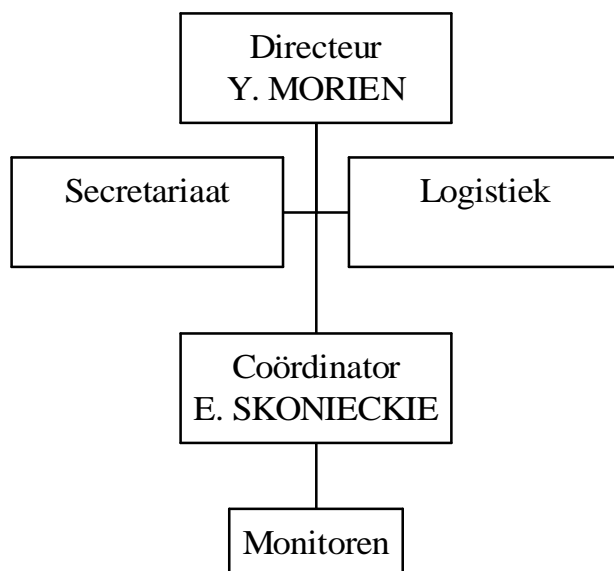 Directeur
Y. MORIEN
Secretariaat
Logistiek
Coördinator
E. SKONIECKIE
Monitoren